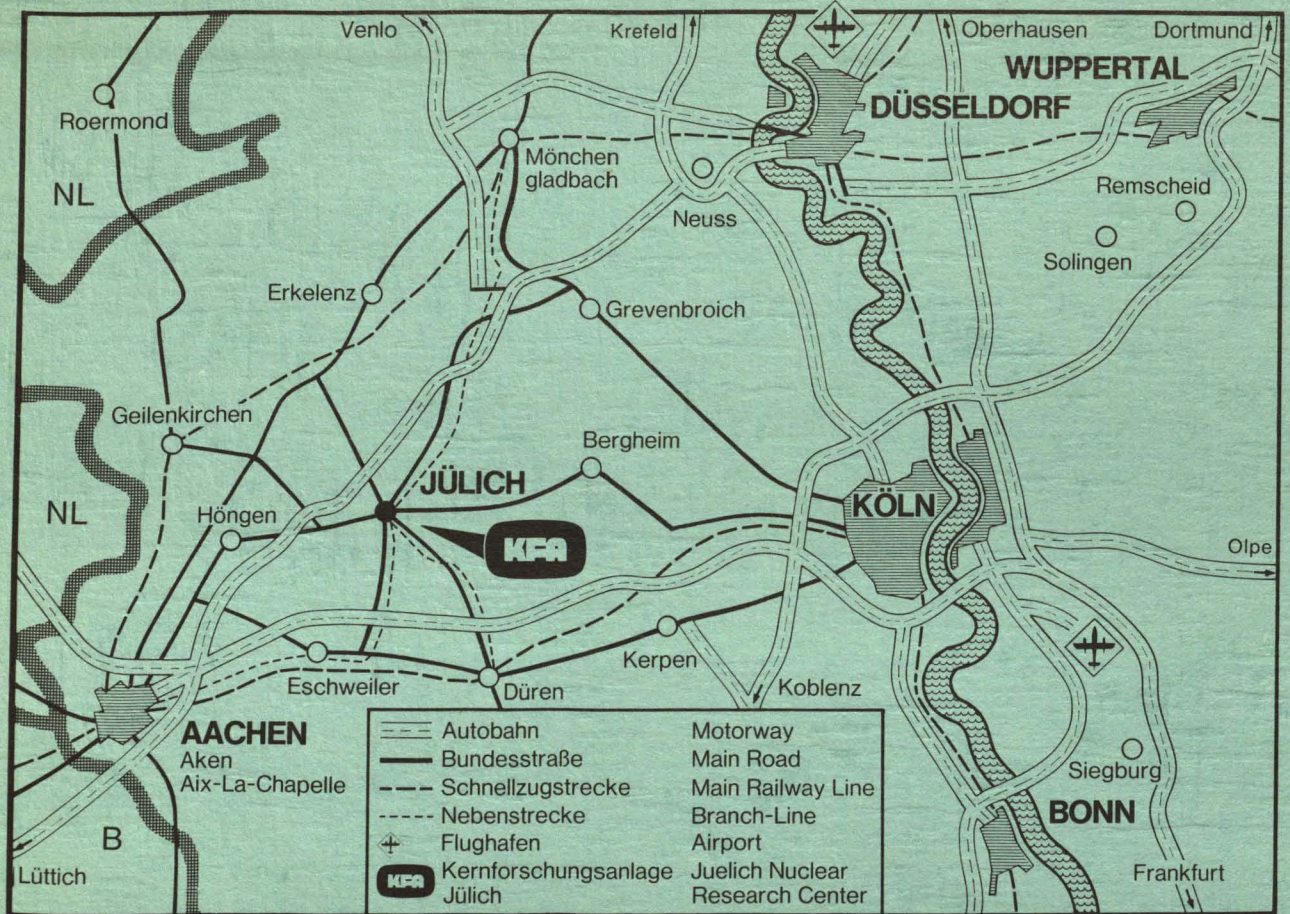 Venlo
Krefeld
Oberhausen
Dortmund
WUPPERTAL
DÜSSELDORF
Roermond
NL
Mönchen
gladbach
Neuss
Remscheid
Solingen
Erkelenz
Grevenbroich
Geilenkirchen
Bergheim
JÜLICH
NL
Höngen
KFA
KÖLN
Olpe
Kerpen
Eschweiler
Düren
Koblenz
AACHEN
Aken
Aix-La-Chapelle
Siegburg
BONN
B
Lüttich
Frankfurt
Autobahn Motorway
Bundesstraße Main Road
Schnellzugstrecke Main Railway Line
Nebenstrecke Branch-Line
Flughafen Airport
KFA Kernforschungsanlage Juelich Nuclear
Jülich Research Center